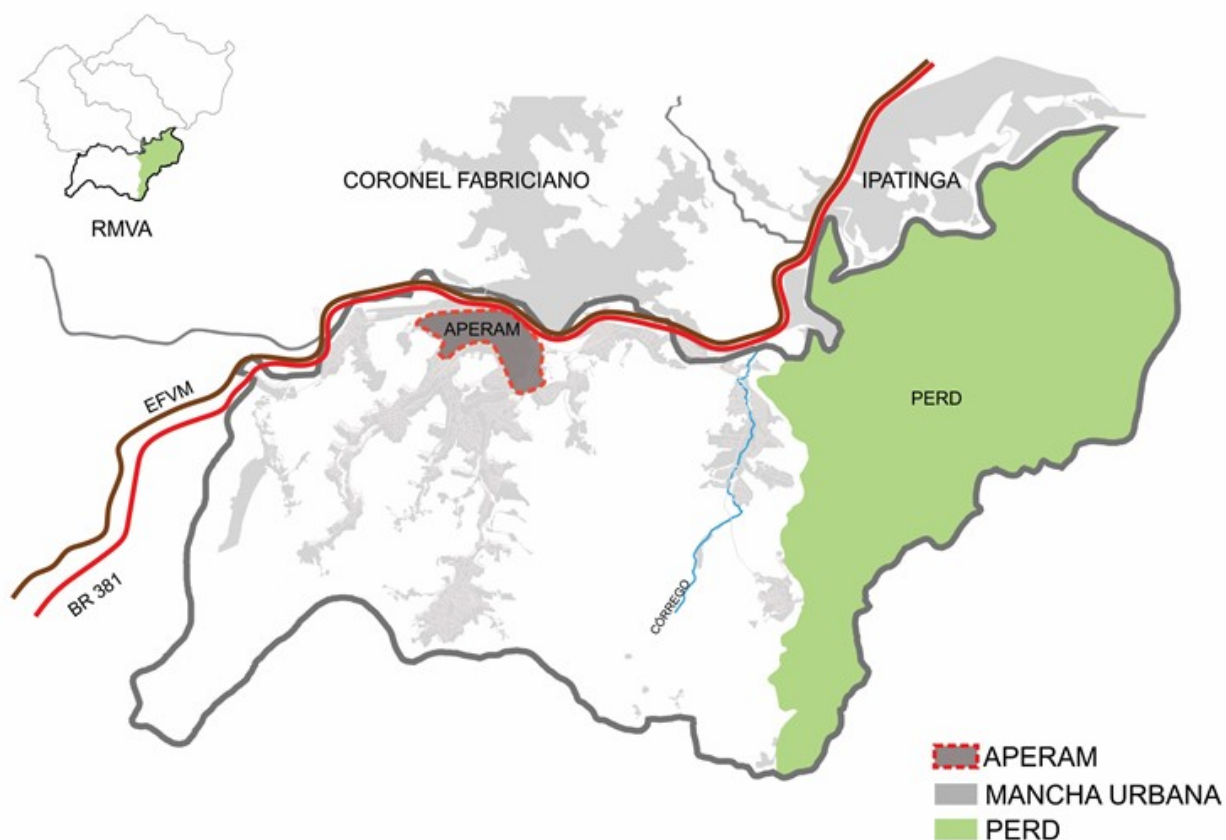 RMVA
CORONEL FABRICIANO
IPATINGA
APERAM
EFVM
PERD
BR 381
CÓRREGO
APERAM
MANCHA URBANA
PERD